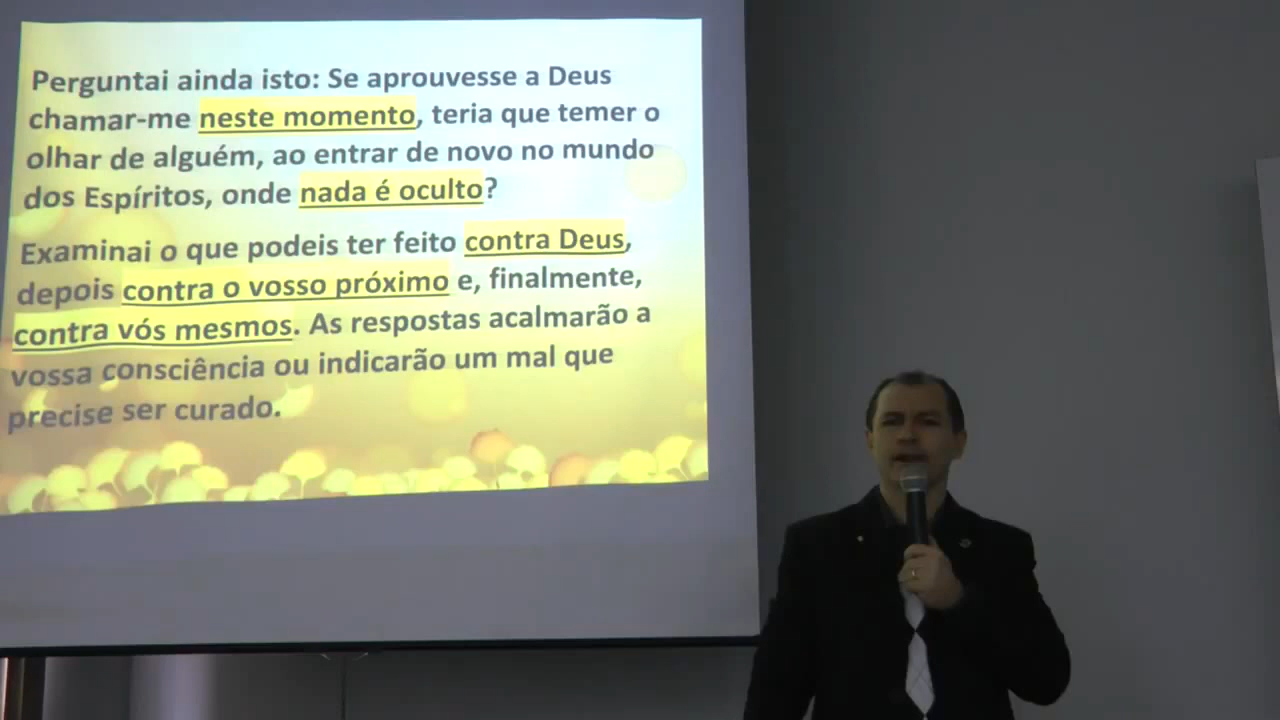 Perguntai ainda isto: Se aprouvesse a Deus
chamar-me neste momento, teria que temer o
olhar de alguém, ao entrar de novo no mundo
dos Espíritos, onde nada é oculto?
Examinai o que podeis ter feito contra Deus,
depois contra o vosso próximo e, finalmente,
contra vós mesmos. As respostas acalmarão a
vossa consciência ou indicarão um mal que
precise ser curado.